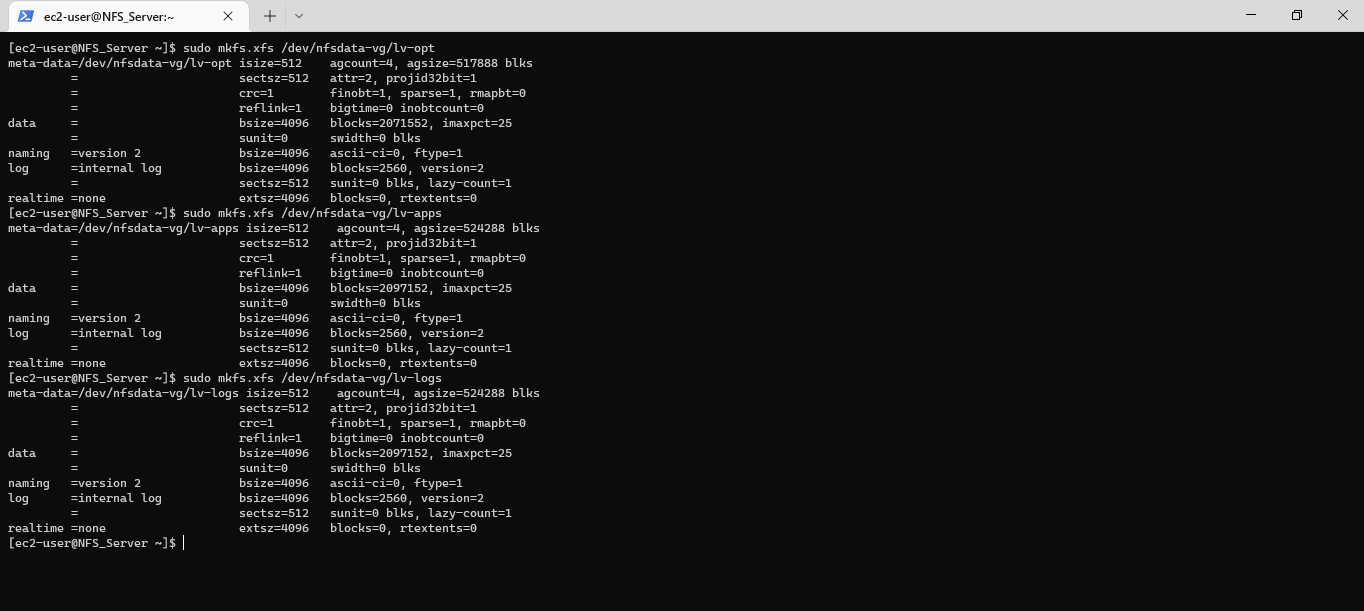 ec2-user@NFS_Server:~
[ec2-user@NFS_Server ~]$ sudo mkfs.xfs /dev/nfsdata-vg/lv-opt
meta-data=/dev/nfsdata-vg/lv-opt isize=512    agcount=4, agsize=517888 blks
         =                       sectsz=512   attr=2, projid32bit=1
         =                       crc=1        finobt=1, sparse=1, rmapbt=0
         =                       reflink=1    bigtime=0 inobtcount=0
data     =                       bsize=4096   blocks=2071552, imaxpct=25
         =                       sunit=0      swidth=0 blks
naming   =version 2              bsize=4096   ascii-ci=0, ftype=1
log      =internal log           bsize=4096   blocks=2560, version=2
         =                       sectsz=512   sunit=0 blks, lazy-count=1
realtime =none                   extsz=4096   blocks=0, rtextents=0
[ec2-user@NFS_Server ~]$ sudo mkfs.xfs /dev/nfsdata-vg/lv-apps
meta-data=/dev/nfsdata-vg/lv-apps isize=512    agcount=4, agsize=524288 blks
         =                       sectsz=512   attr=2, projid32bit=1
         =                       crc=1        finobt=1, sparse=1, rmapbt=0
         =                       reflink=1    bigtime=0 inobtcount=0
data     =                       bsize=4096   blocks=2097152, imaxpct=25
         =                       sunit=0      swidth=0 blks
naming   =version 2              bsize=4096   ascii-ci=0, ftype=1
log      =internal log           bsize=4096   blocks=2560, version=2
         =                       sectsz=512   sunit=0 blks, lazy-count=1
realtime =none                   extsz=4096   blocks=0, rtextents=0
[ec2-user@NFS_Server ~]$ sudo mkfs.xfs /dev/nfsdata-vg/lv-logs
meta-data=/dev/nfsdata-vg/lv-logs isize=512    agcount=4, agsize=524288 blks
         =                       sectsz=512   attr=2, projid32bit=1
         =                       crc=1        finobt=1, sparse=1, rmapbt=0
         =                       reflink=1    bigtime=0 inobtcount=0
data     =                       bsize=4096   blocks=2097152, imaxpct=25
         =                       sunit=0      swidth=0 blks
naming   =version 2              bsize=4096   ascii-ci=0, ftype=1
log      =internal log           bsize=4096   blocks=2560, version=2
         =                       sectsz=512   sunit=0 blks, lazy-count=1
realtime =none                   extsz=4096   blocks=0, rtextents=0
[ec2-user@NFS_Server ~]$